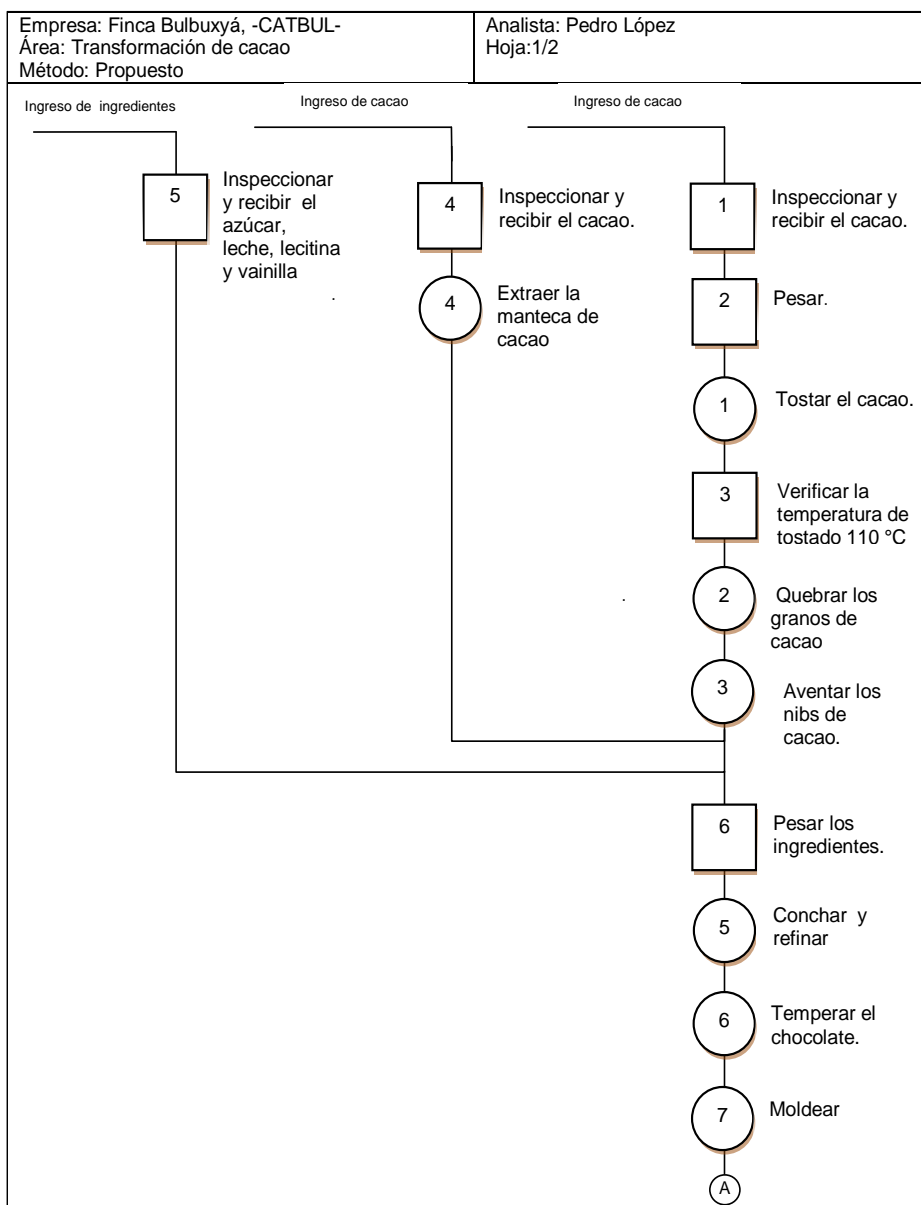 Empresa: Finca Bulbuxyá, -CATBUL-
Área: Transformación de cacao
Método: Propuesto
Analista: Pedro López
Hoja:1/2
Ingreso de ingredientes
Ingreso de cacao
Ingreso de cacao
5
Inspeccionar
y recibir el
azúcar,
leche, lecitina
y vainilla
4
Inspeccionar y
recibir el cacao.
1
Inspeccionar y
recibir el cacao.
4
Extraer la
manteca de
cacao
2
Pesar.
1
Tostar el cacao.
3
Verificar la
temperatura de
tostado 110 °C
2
Quebrar los
granos de
cacao
3
Aventar los
nibs de
cacao.
6
Pesar los
ingredientes.
5
Conchar y
refinar
6
Temperar el
chocolate.
7
Moldear
A